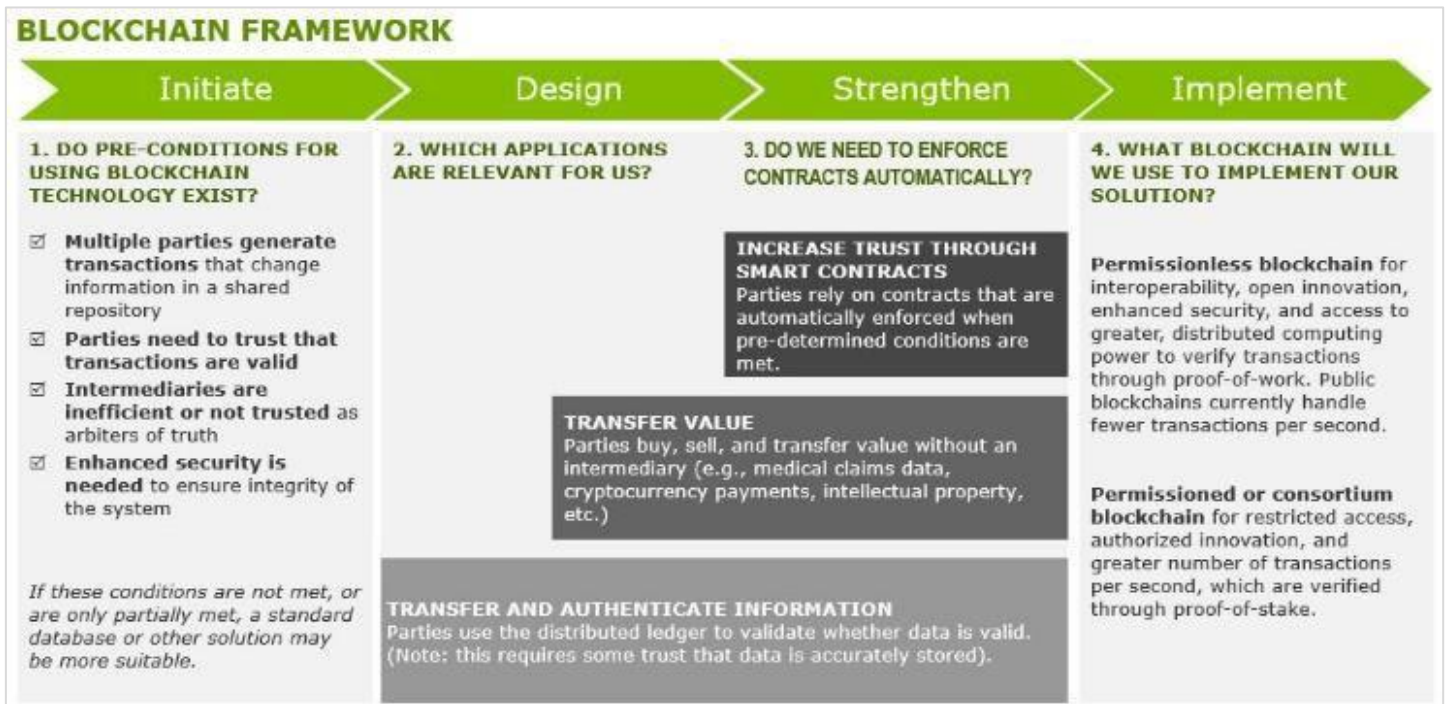 BLOCKCHAIN FRAMEWORK
Initiate
Design
Strengthen
Implement
1. DO PRE-CONDITIONS FOR
USING BLOCKCHAIN
TECHNOLOGY EXIST?
☑ Multiple parties generate
transactions that change
information in a shared
repository
☑ Parties need to trust that
transactions are valid
☑ Intermediaries are
inefficient or not trusted as
arbiters of truth
☑ Enhanced security is
needed to ensure integrity of
the system
If these conditions are not met, or
are only partially met, a standard
database or other solution may
be more suitable.
2. WHICH APPLICATIONS
ARE RELEVANT FOR US?
3. DO WE NEED TO ENFORCE
CONTRACTS AUTOMATICALLY?
INCREASE TRUST THROUGH
SMART CONTRACTS
Parties rely on contracts that are
automatically enforced when
pre-determined conditions are
met.
TRANSFER VALUE
Parties buy, sell, and transfer value without an
intermediary (e.g., medical claims data,
cryptocurrency payments, intellectual property,
etc.)
TRANSFER AND AUTHENTICATE INFORMATION
Parties use the distributed ledger to validate whether data is valid.
(Note: this requires some trust that data is accurately stored).
4. WHAT BLOCKCHAIN WILL
WE USE TO IMPLEMENT OUR
SOLUTION?
Permissionless blockchain for
interoperability, open innovation,
enhanced security, and access to
greater, distributed computing
power to verify transactions
through proof-of-work. Public
blockchains currently handle
fewer transactions per second.
Permissioned or consortium
blockchain for restricted access,
authorized innovation, and
greater number of transactions
per second, which are verified
through proof-of-stake.